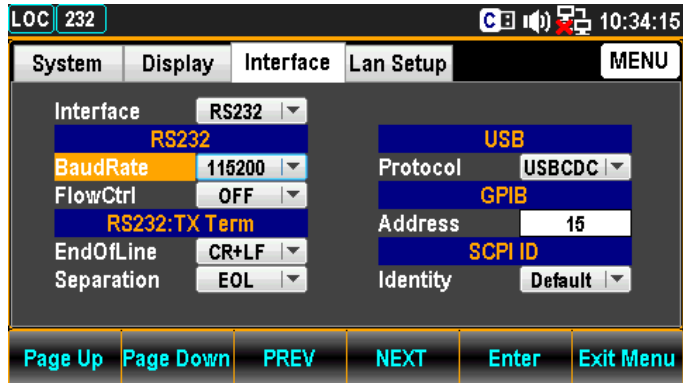 LOC 232 C 10:34:15
System Display Interface Lan Setup MENU
Interface RS232
RS232 USB
BaudRate 115200 Protocol USBCDC
FlowCtrl OFF GPIB
RS232:TX Term Address 15
EndOfLine CR+LF SCPI ID
Separation EOL Identity Default
Page Up Page Down PREV NEXT Enter Exit Menu